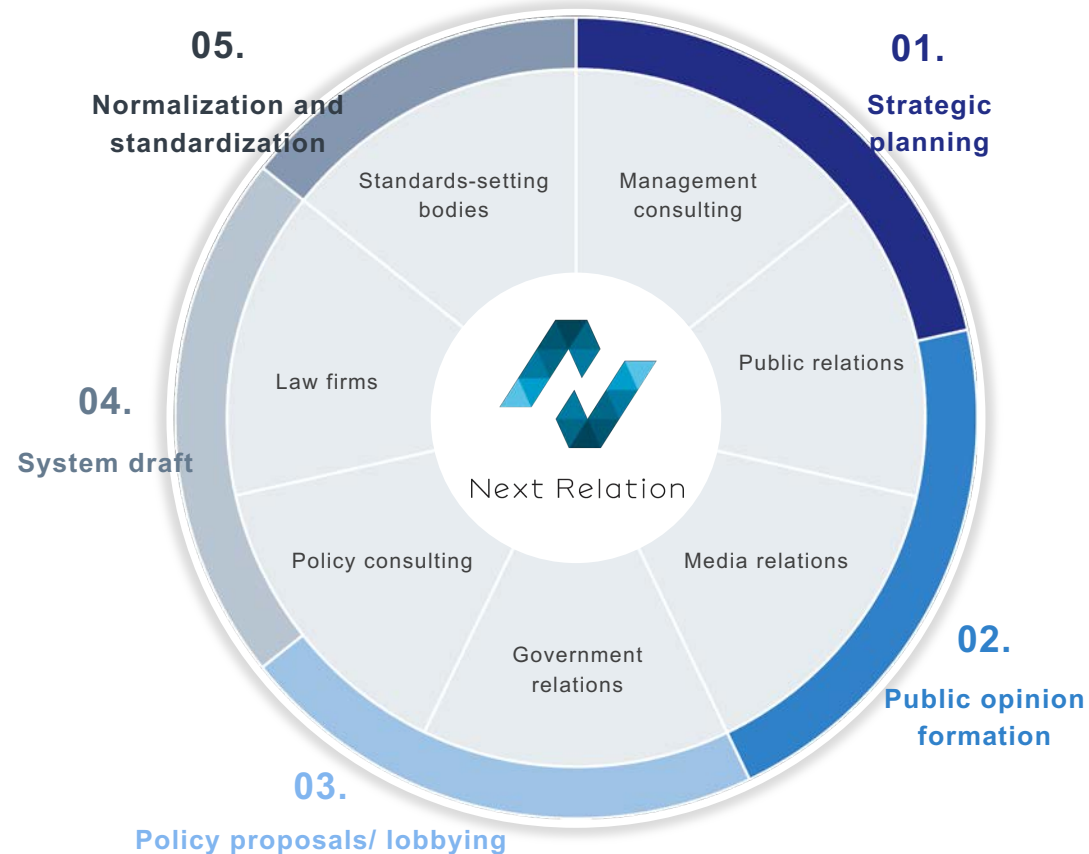 05.
Normalization and
standardization
01.
Strategic
planning
Standards-setting
bodies
Management
consulting
Law firms
Public relations
04.
System draft
Next Relation
Policy consulting
Media relations
Government
relations
02.
Public opinion
formation
03.
Policy proposals/ lobbying